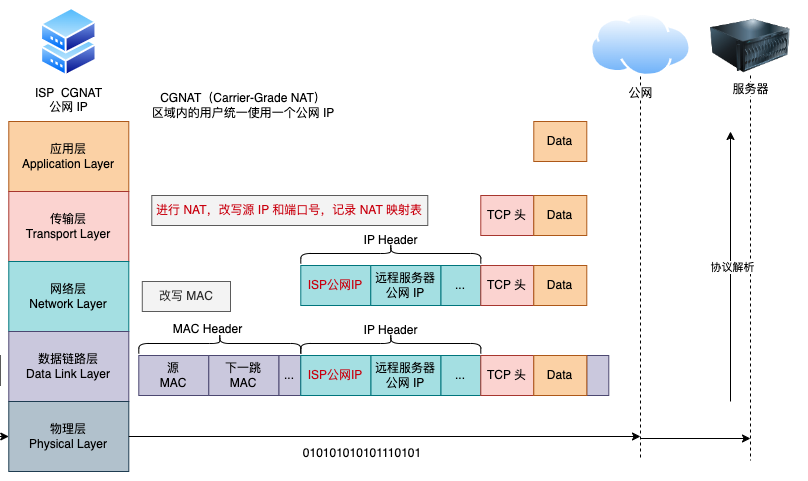 ISP CGNAT
公网 IP
CGNAT（Carrier-Grade NAT）
区域内的用户统一使用一个公网 IP
公网
服务器
应用层
Application Layer
Data
传输层
Transport Layer
进行 NAT，改写源 IP 和端口号，记录 NAT 映射表
TCP 头
Data
IP Header
网络层
Network Layer
改写 MAC
ISP公网IP
远程服务器
公网 IP
...
TCP 头
Data
协议解析
MAC Header
IP Header
数据链路层
Data Link Layer
源
MAC
下一跳
MAC
...
ISP公网IP
远程服务器
公网 IP
...
TCP 头
Data
物理层
Physical Layer
010101010101110101